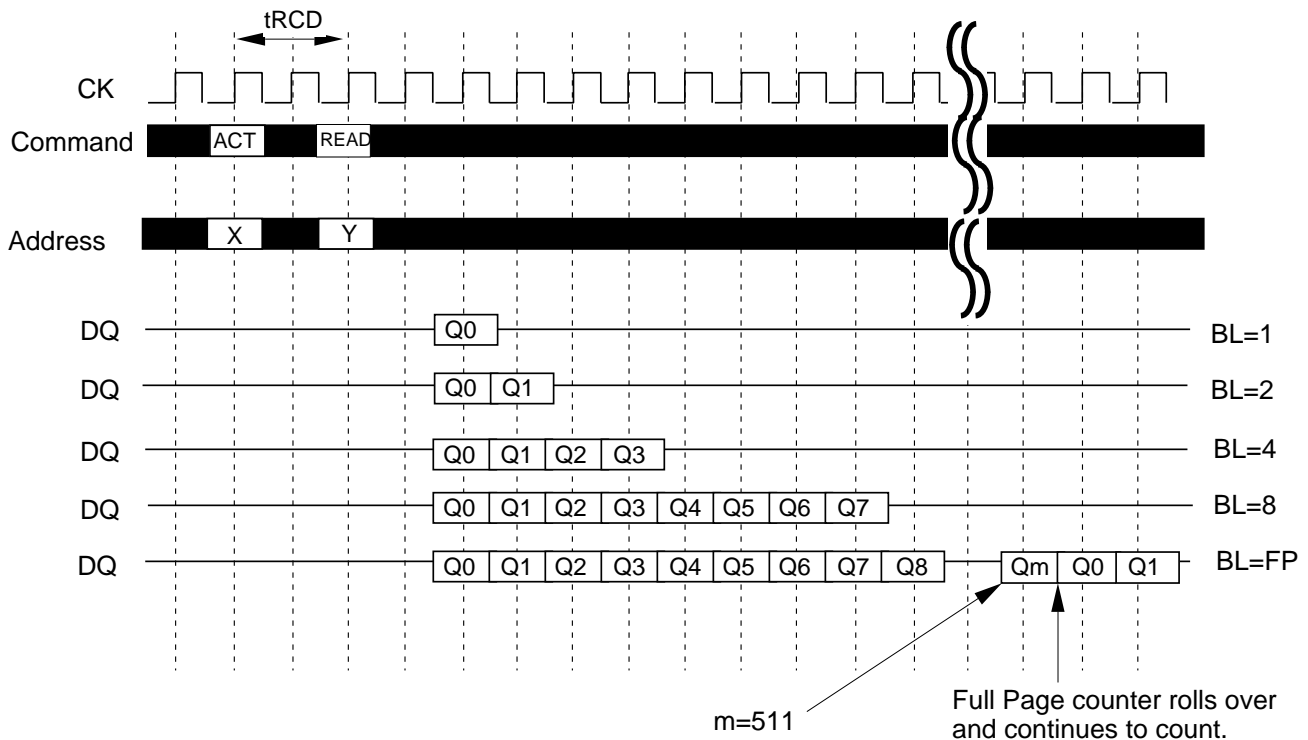 tRCD
CK
Command ACT READ
Address X Y
DQ Q0 BL=1
DQ Q0 Q1 BL=2
DQ Q0 Q1 Q2 Q3 BL=4
DQ Q0 Q1 Q2 Q3 Q4 Q5 Q6 Q7 BL=8
DQ Q0 Q1 Q2 Q3 Q4 Q5 Q6 Q7 Q8 Qm Q0 Q1 BL=FP
m=511
Full Page counter rolls over
and continues to count.